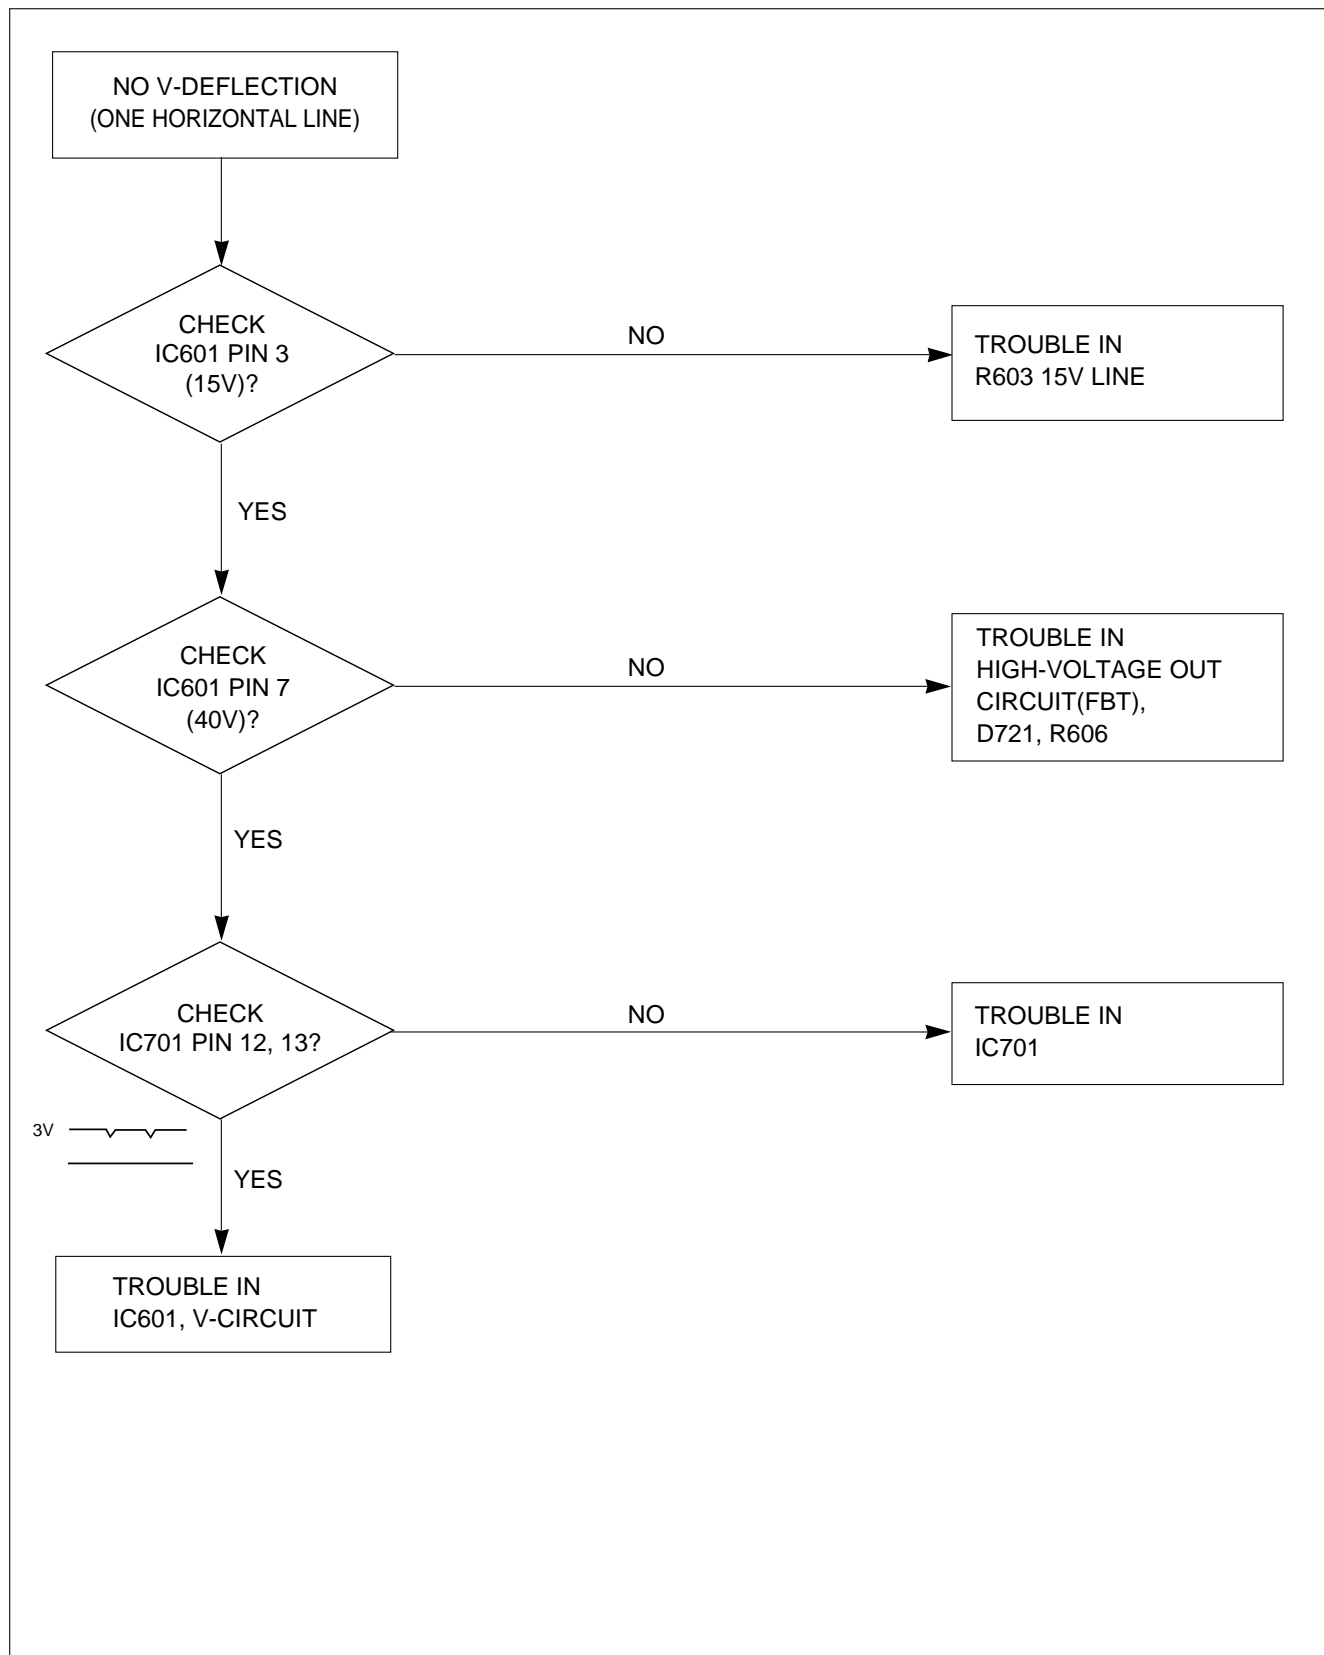 NO V-DEFLECTION
(ONE HORIZONTAL LINE)
CHECK
IC601 PIN 3
(15V)?
NO
TROUBLE IN
R603 15V LINE
YES
CHECK
IC601 PIN 7
(40V)?
NO
TROUBLE IN
HIGH-VOLTAGE OUT
CIRCUIT(FBT),
D721, R606
YES
CHECK
IC701 PIN 12, 13?
NO
TROUBLE IN
IC701
3V
YES
TROUBLE IN
IC601, V-CIRCUIT